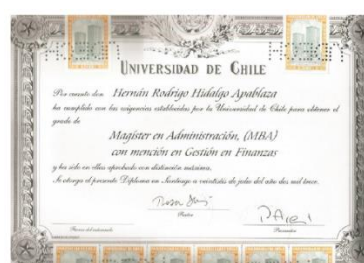 UNIVERSIDAD DE CHILE
Por cuanto don Hernán Rodrigo Hidalgo Apablaza
ha cumplido con las exigencias establecidas por la Universidad de Chile para obtener el
grado de
Magíster en Administración, (MBA)
con mención en Gestión en Finanzas
y ha sido en ellas aprobado con distinción máxima.
Se otorga el presente Diploma en Santiago a veintiséis de julio del año dos mil trece.
Rector
Firma del interesado
Prorrector